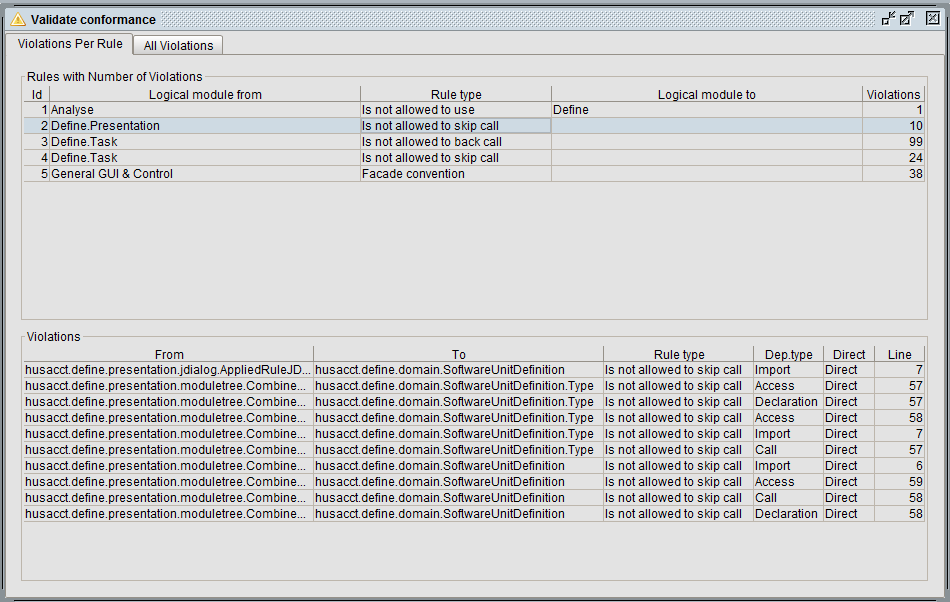 Validate conformance
Violations Per Rule All Violations
Rules with Number of Violations
Id Logical module from Rule type Logical module to Violations
1 Analyse Is not allowed to use Define 1
2 Define.Presentation Is not allowed to skip call 10
3 Define.Task Is not allowed to back call 99
4 Define.Task Is not allowed to skip call 24
5 General GUI & Control Facade convention 38
Violations
From To Rule type Dep.type Direct Line
husacct.define.presentation.jdialog.AppliedRuleJD... husacct.define.domain.SoftwareUnitDefinition Is not allowed to skip call Import Direct 7
husacct.define.presentation.moduletree.Combine... husacct.define.domain.SoftwareUnitDefinition.Type Is not allowed to skip call Access Direct 57
husacct.define.presentation.moduletree.Combine... husacct.define.domain.SoftwareUnitDefinition.Type Is not allowed to skip call Declaration Direct 57
husacct.define.presentation.moduletree.Combine... husacct.define.domain.SoftwareUnitDefinition.Type Is not allowed to skip call Access Direct 58
husacct.define.presentation.moduletree.Combine... husacct.define.domain.SoftwareUnitDefinition.Type Is not allowed to skip call Import Direct 7
husacct.define.presentation.moduletree.Combine... husacct.define.domain.SoftwareUnitDefinition.Type Is not allowed to skip call Call Direct 57
husacct.define.presentation.moduletree.Combine... husacct.define.domain.SoftwareUnitDefinition Is not allowed to skip call Import Direct 6
husacct.define.presentation.moduletree.Combine... husacct.define.domain.SoftwareUnitDefinition Is not allowed to skip call Access Direct 59
husacct.define.presentation.moduletree.Combine... husacct.define.domain.SoftwareUnitDefinition Is not allowed to skip call Call Direct 58
husacct.define.presentation.moduletree.Combine... husacct.define.domain.SoftwareUnitDefinition Is not allowed to skip call Declaration Direct 58